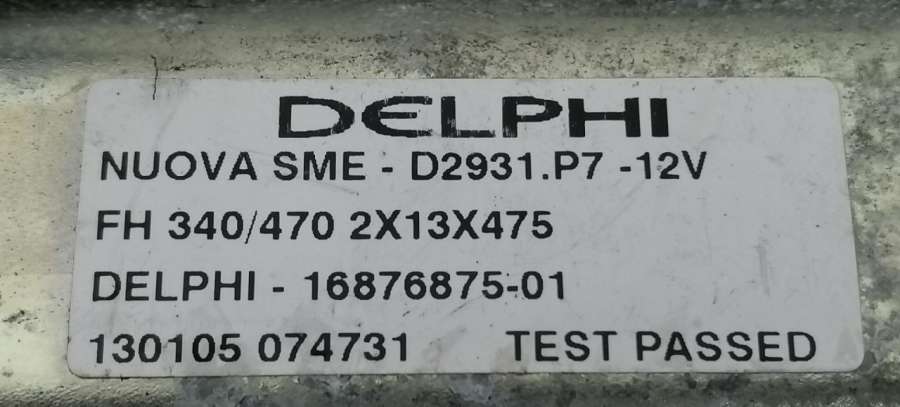 DELPHI
NUOVA SME - D2931.P7 -12V
FH 340/470 2X13X475
DELPHI - 16876875-01
130105 074731 TEST PASSED